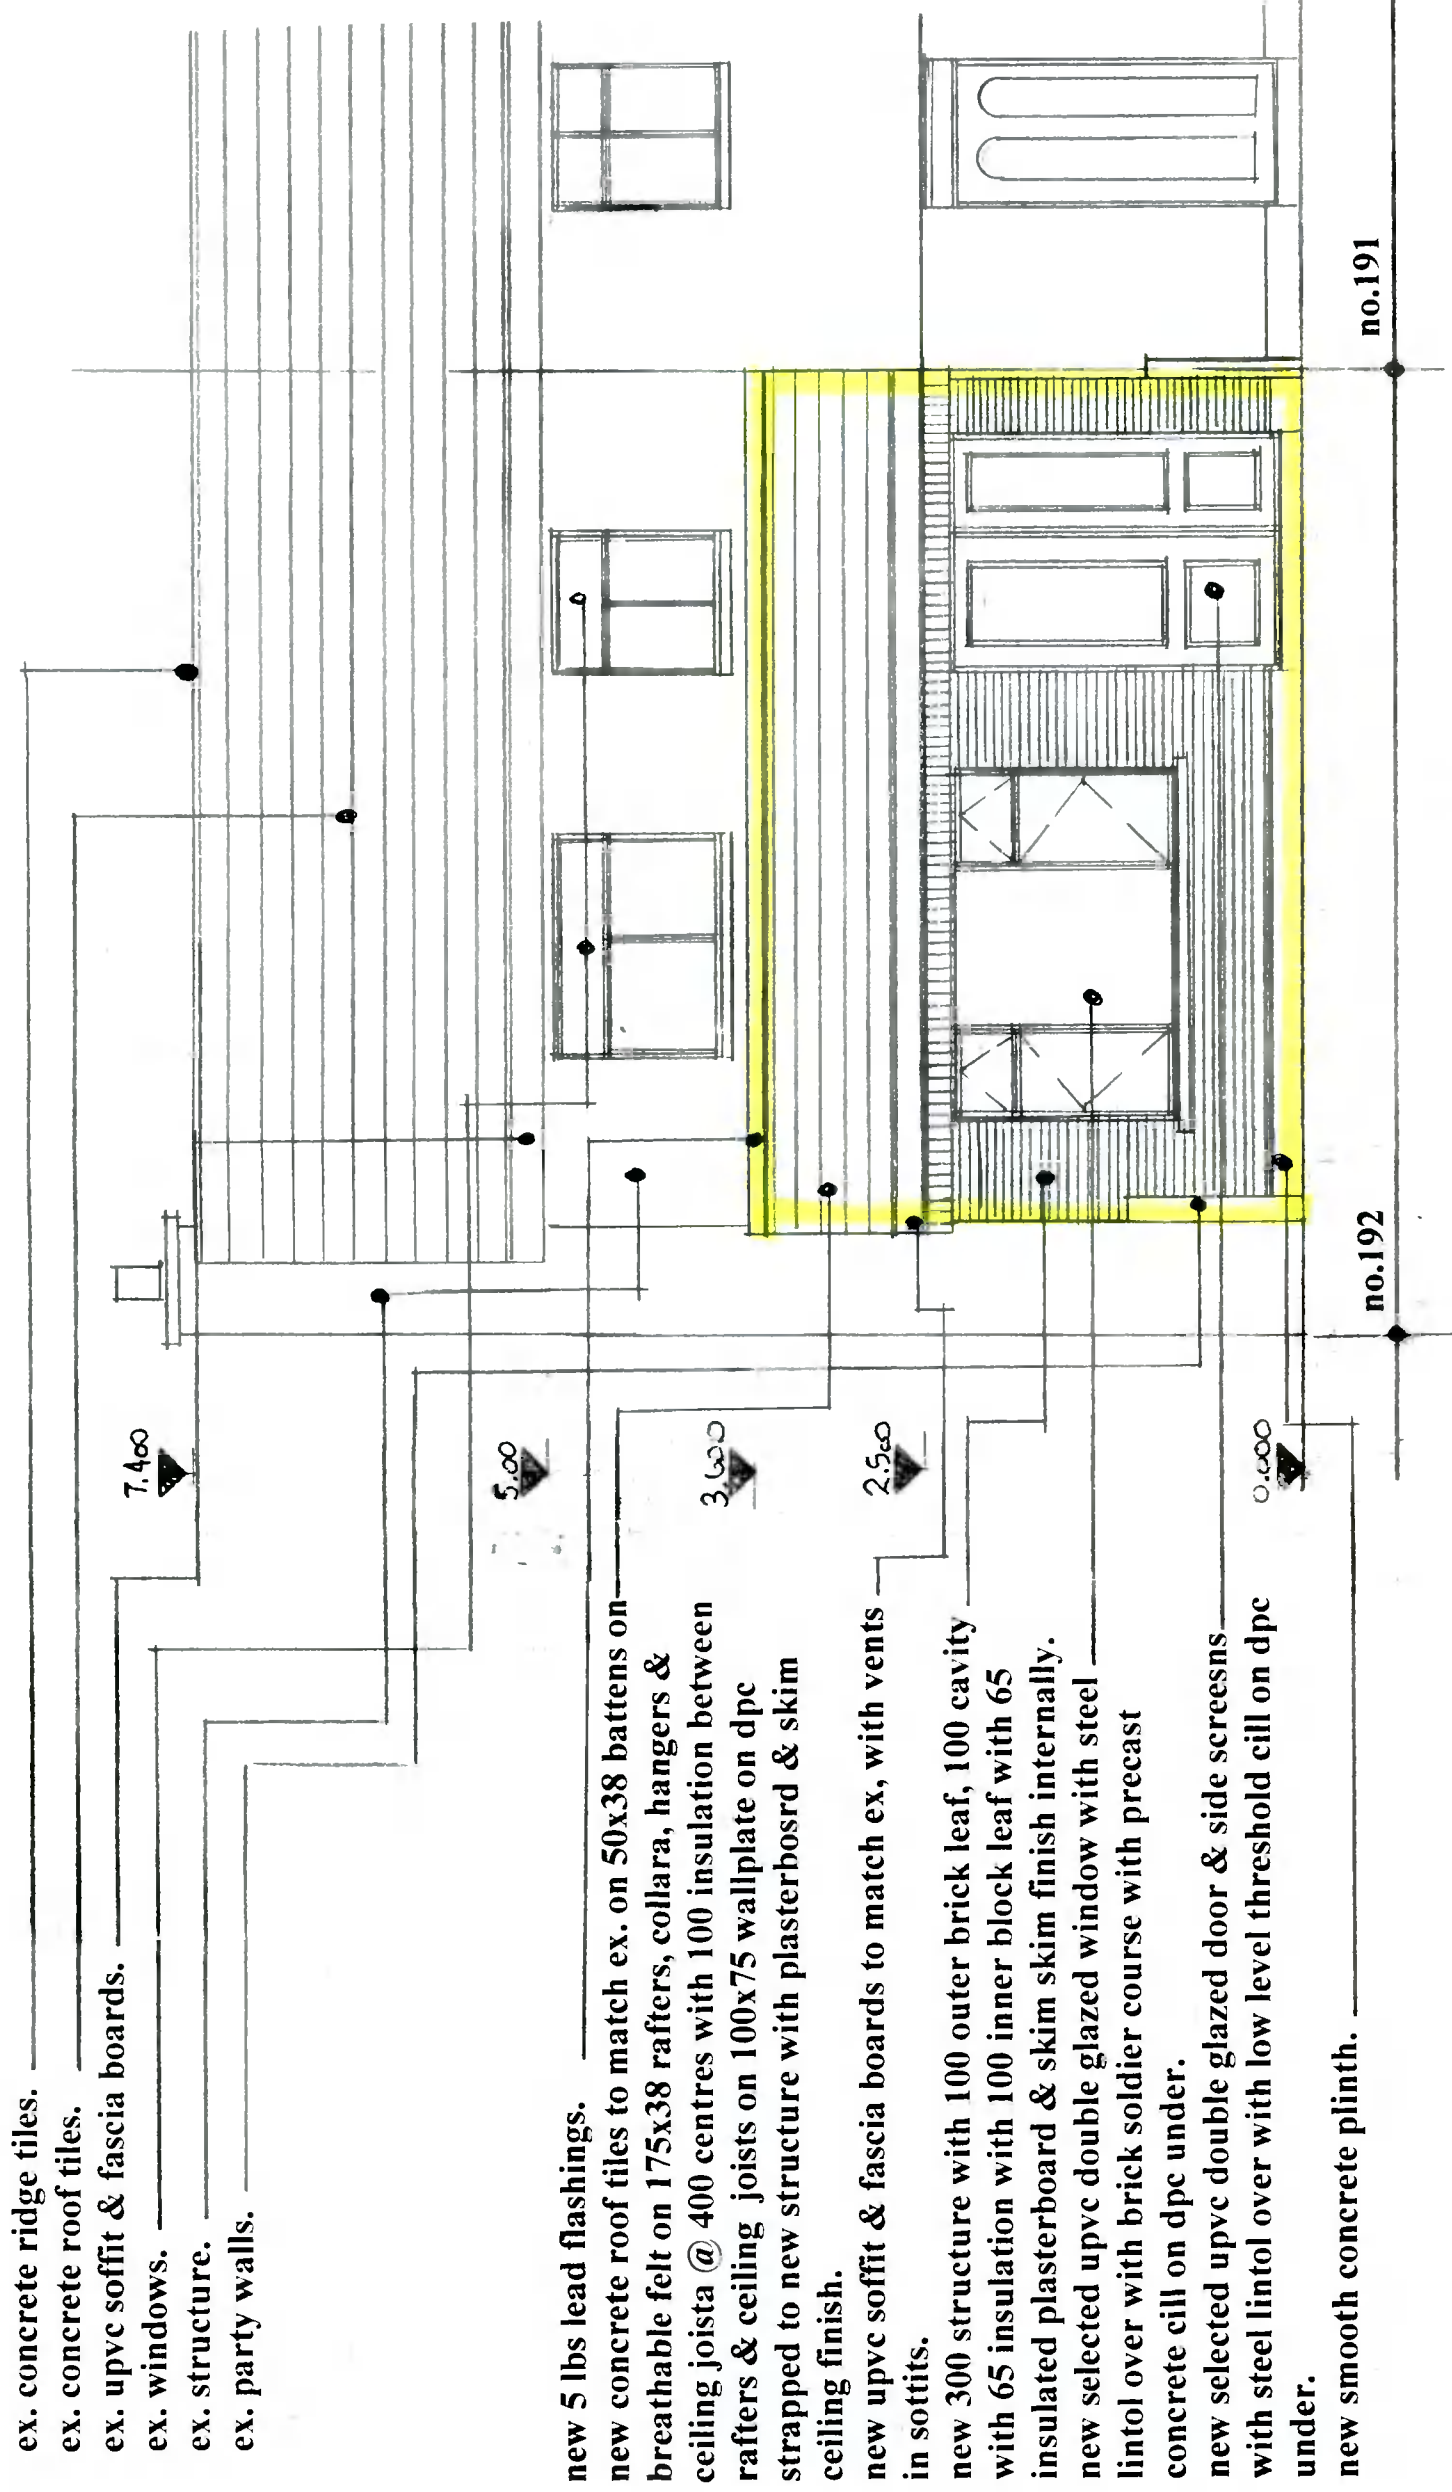 ex. concrete ridge tiles.
ex. concrete roof tiles.
ex. upvc soffit & fascia boards.
ex. windows.
ex. structure.
ex. party walls.
new 5 lbs lead flashings.
new concrete roof tiles to match ex. on 50x38 battens on
breathable felt on 175x38 rafters, collara, hangers &
ceiling joista @ 400 centres with 100 insulation between
rafters & ceiling joists on 100x75 wallplate on dpc
strapped to new structure with plasterbosrd & skim
ceiling finish.
new upvc soffit & fascia boards to match ex, with vents
in sottits.
new 300 structure with 100 outer brick leaf, 100 cavity
with 65 insulation with 100 inner block leaf with 65
insulated plasterboard & skim skim finish internally.
new selected upvc double glazed window with steel
lintol over with brick soldier course with precast
concrete cill on dpc under.
new selected upvc double glazed door & side screesns
with steel lintol over with low level threshold cill on dpc
under.
new smooth concrete plinth.
7.400
5.00
3.600
2.500
0.000
no.192
no.191